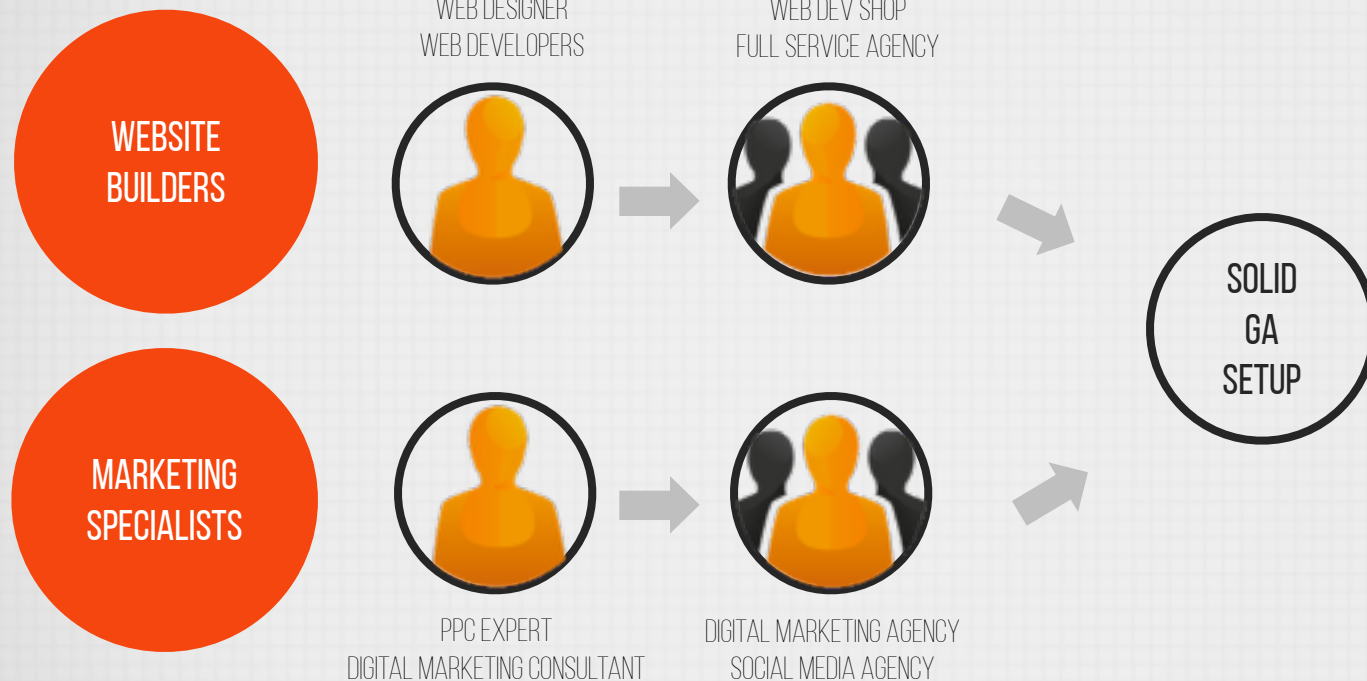 WEB DESIGNER
WEB DEVELOPERS
WEB DEV SHOP
FULL SERVICE AGENCY
WEBSITE
BUILDERS
SOLID
GA
SETUP
MARKETING
SPECIALISTS
PPC EXPERT
DIGITAL MARKETING CONSULTANT
DIGITAL MARKETING AGENCY
SOCIAL MEDIA AGENCY